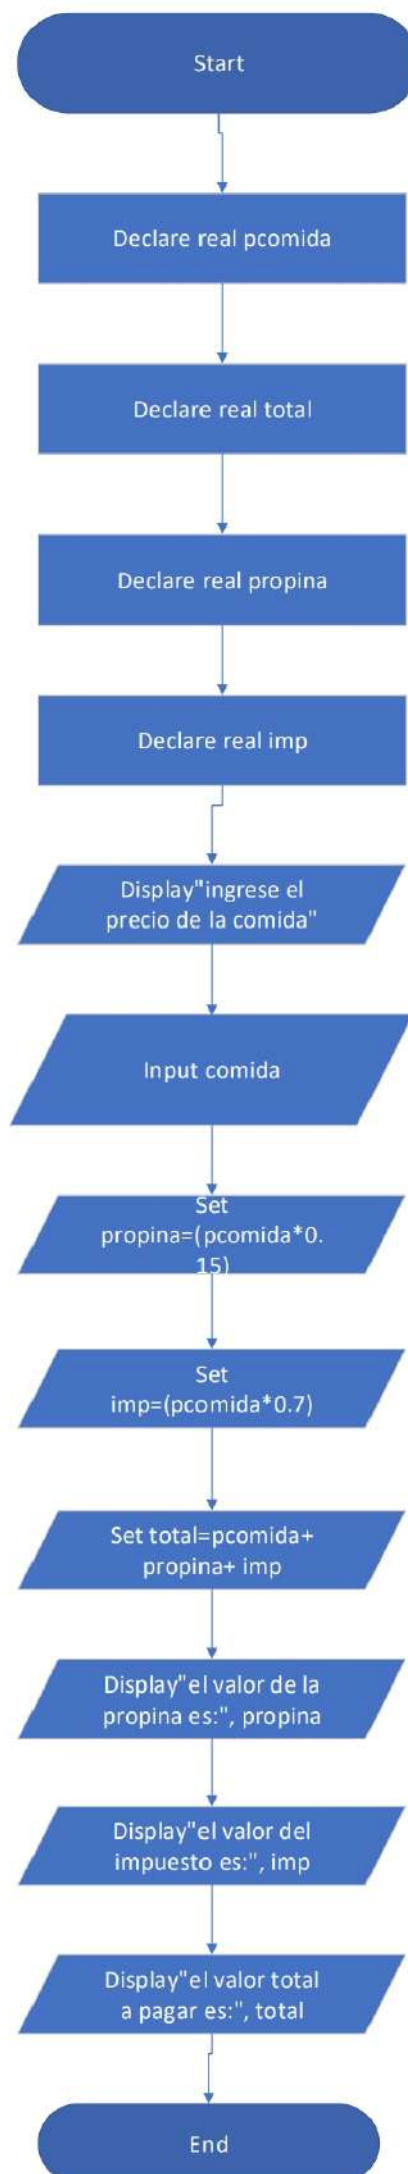 Start
Declare real pcomida
Declare real total
Declare real propina
Declare real imp
Display"ingrese el
precio de la comida"
Input comida
Set
propina=(pcomida*0.
15)
Set
imp=(pcomida*0.7)
Set total=pcomida+
propina+ imp
Display"el valor de la
propina es:", propina
Display"el valor del
impuesto es:", imp
Display"el valor total
a pagar es:", total
End